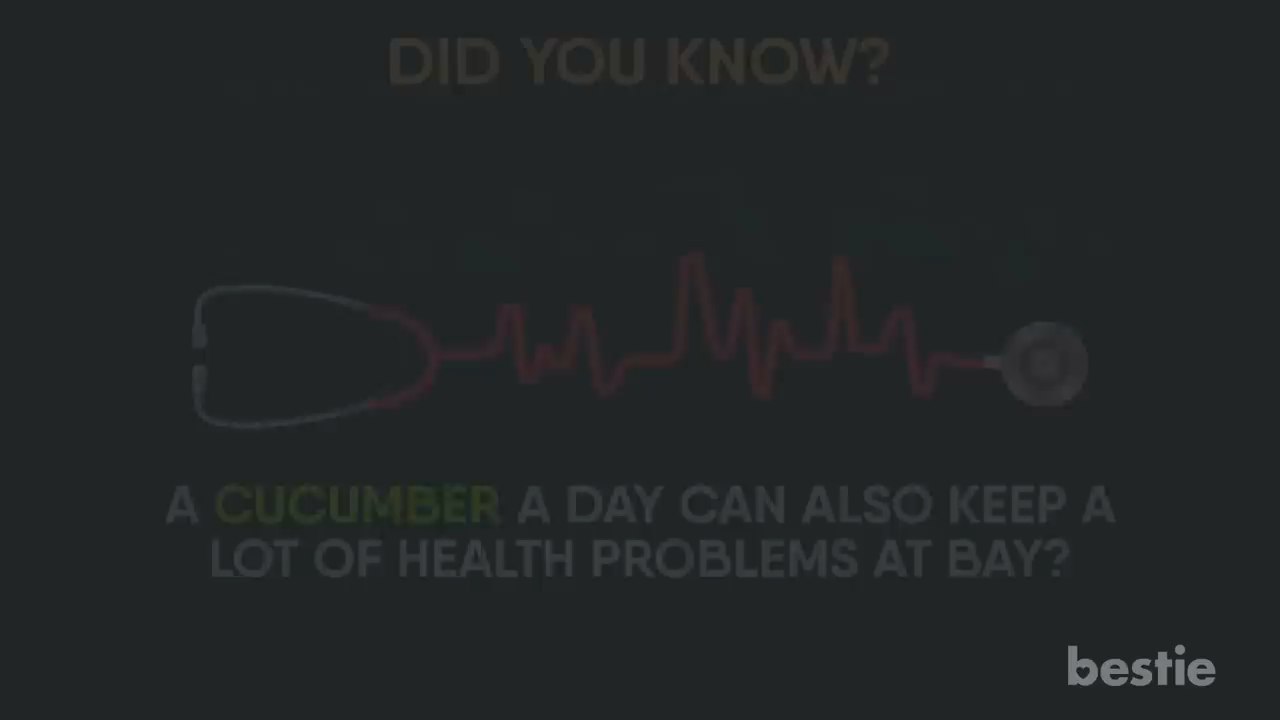 DID YOU KNOW?
A CUCUMBER A DAY CAN ALSO KEEP A
LOT OF HEALTH PROBLEMS AT BAY?
bestie